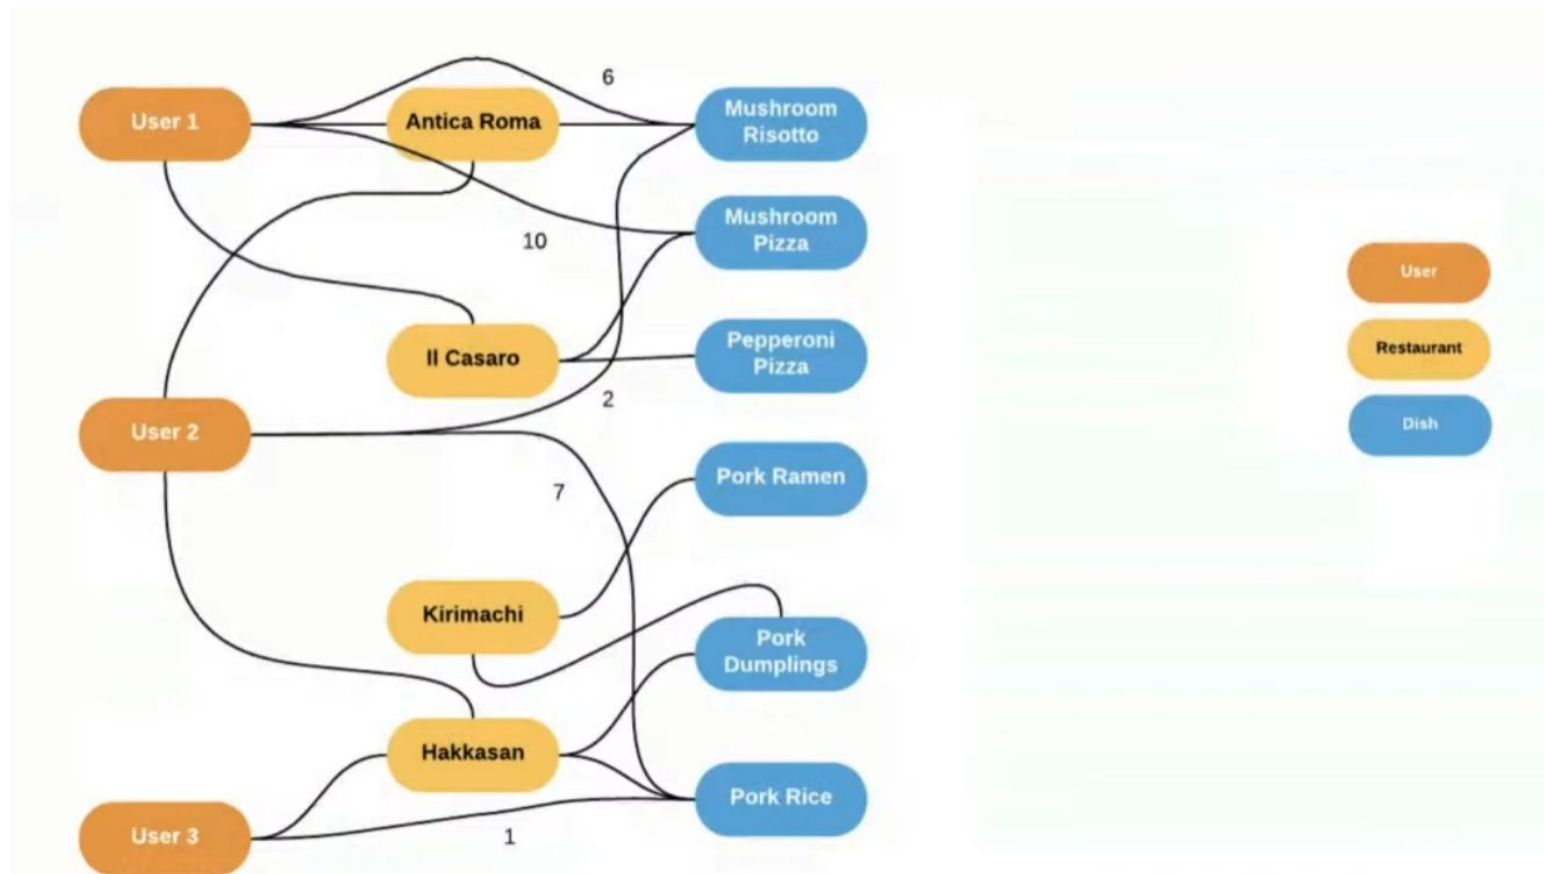 6
User 1
Antica Roma
Mushroom
Risotto
Mushroom
Pizza
10
User
Il Casaro
Pepperoni
Pizza
Restaurant
2
User 2
Dish
Pork Ramen
7
Kirimachi
Pork
Dumplings
Hakkasan
Pork Rice
User 3
1